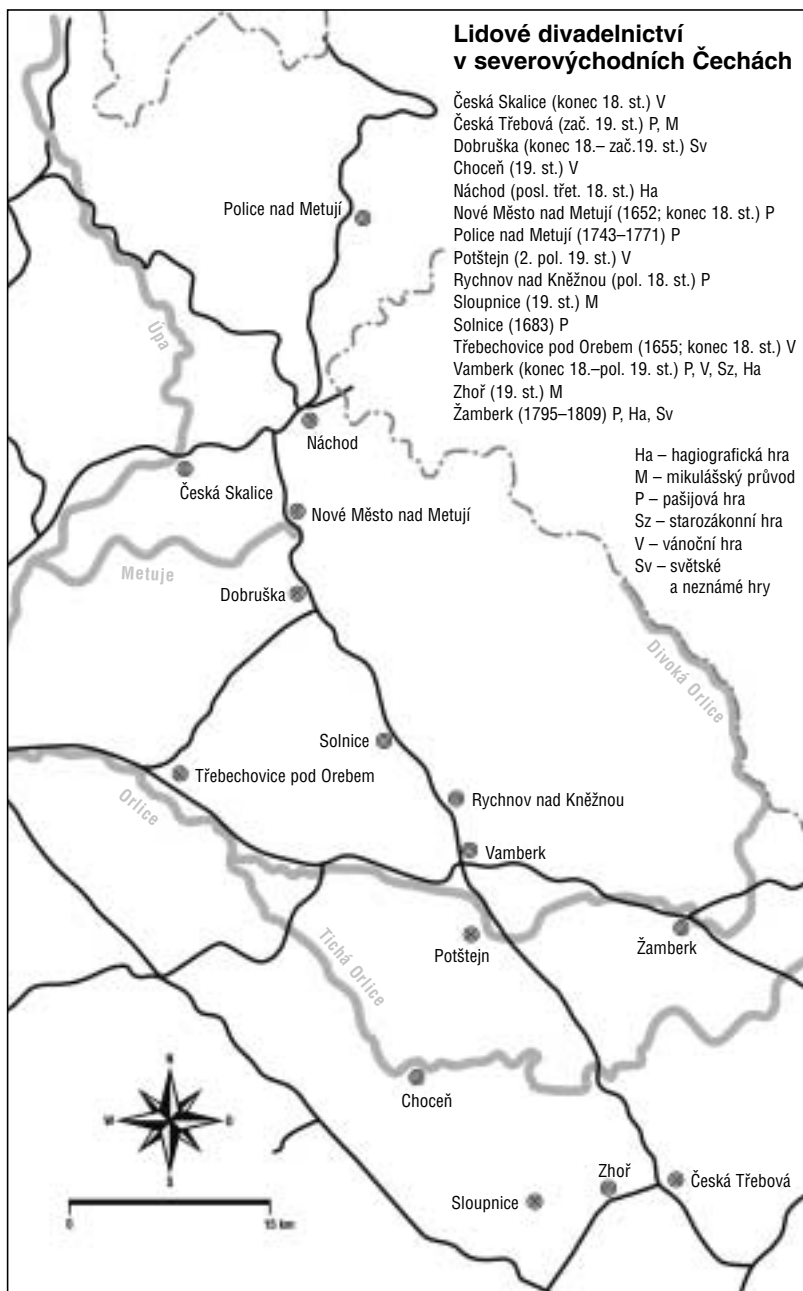 Lidové divadelnictví
v severovýchodních Čechách
Česká Skalice (konec 18. st.) V
Česká Třebová (zač. 19. st.) P, M
Dobruška (konec 18.– zač.19. st.) Sv
Choceň (19. st.) V
Náchod (posl. třet. 18. st.) Ha
Nové Město nad Metují (1652; konec 18. st.) P
Police nad Metují (1743–1771) P
Potštejn (2. pol. 19. st.) V
Rychnov nad Kněžnou (pol. 18. st.) P
Sloupnice (19. st.) M
Solnice (1683) P
Třebechovice pod Orebem (1655; konec 18. st.) V
Vamberk (konec 18.–pol. 19. st.) P, V, Sz, Ha
Zhoř (19. st.) M
Žamberk (1795–1809) P, Ha, Sv
Ha – hagiografická hra
M – mikulášský průvod
P – pašijová hra
Sz – starozákonní hra
V – vánoční hra
Sv – světské
a neznámé hry
Police nad Metují
Úpa
Náchod
Česká Skalice
Nové Město nad Metují
Metuje
Dobruška
Divoká Orlice
Solnice
Třebechovice pod Orebem
Orlice
Rychnov nad Kněžnou
Vamberk
Potštejn
Žamberk
Tichá Orlice
Choceň
N
W
O
S
Zhoř
Česká Třebová
Sloupnice
0
15 km